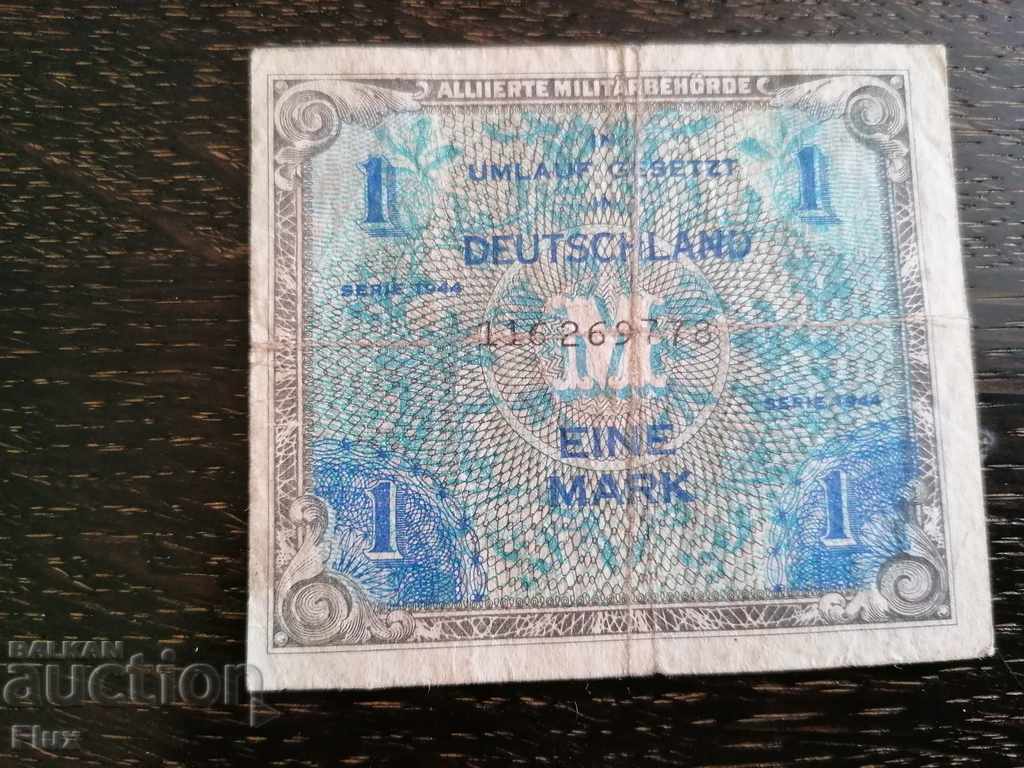 ALLIIERTE MILITÄRBEHÖRDE
IN
UMLAUF GESETZT
IN
DEUTSCHLAND
1 1
SERIE 1944
M
116269778
SERIE 1944
EINE
MARK
1 1
BALKAN
auction
Flux